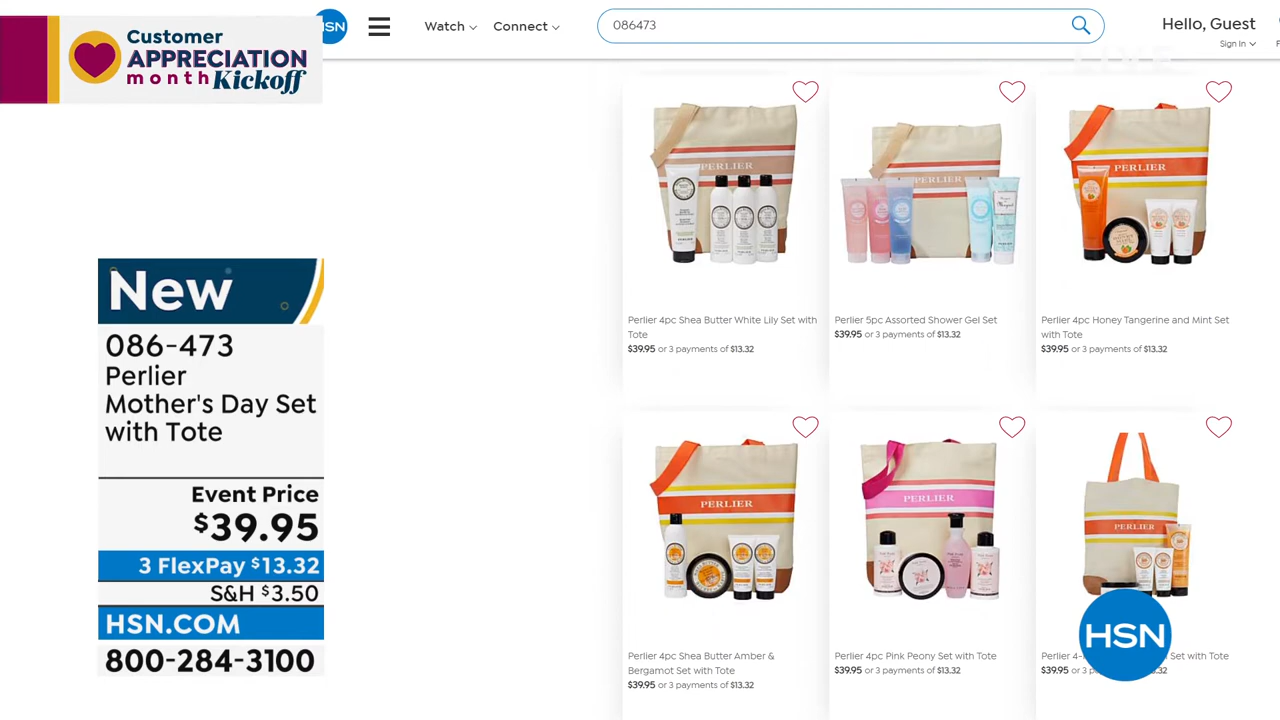 Customer
APPRECIATION
month Kickoff
HSN
Watch
Connect
086473
Hello, Guest
Sign In
LIVE
PERLIER
PERLIER
PERLIER
Perlier 4pc Shea Butter White Lily Set with
Tote
$39.95 or 3 payments of $13.32
Perlier 5pc Assorted Shower Gel Set
$39.95 or 3 payments of $13.32
Perlier 4pc Honey Tangerine and Mint Set
with Tote
$39.95 or 3 payments of $13.32
New
086-473
Perlier
Mother's Day Set
with Tote
Event Price
$39.95
3 FlexPay $13.32
S&H $3.50
HSN.COM
800-284-3100
PERLIER
PERLIER
PERLIER
Perlier 4pc Shea Butter Amber &
Bergamot Set with Tote
$39.95 or 3 payments of $13.32
Perlier 4pc Pink Peony Set with Tote
$39.95 or 3 payments of $13.32
HSN
Perlier 4- Set with Tote
$39.95 or 3